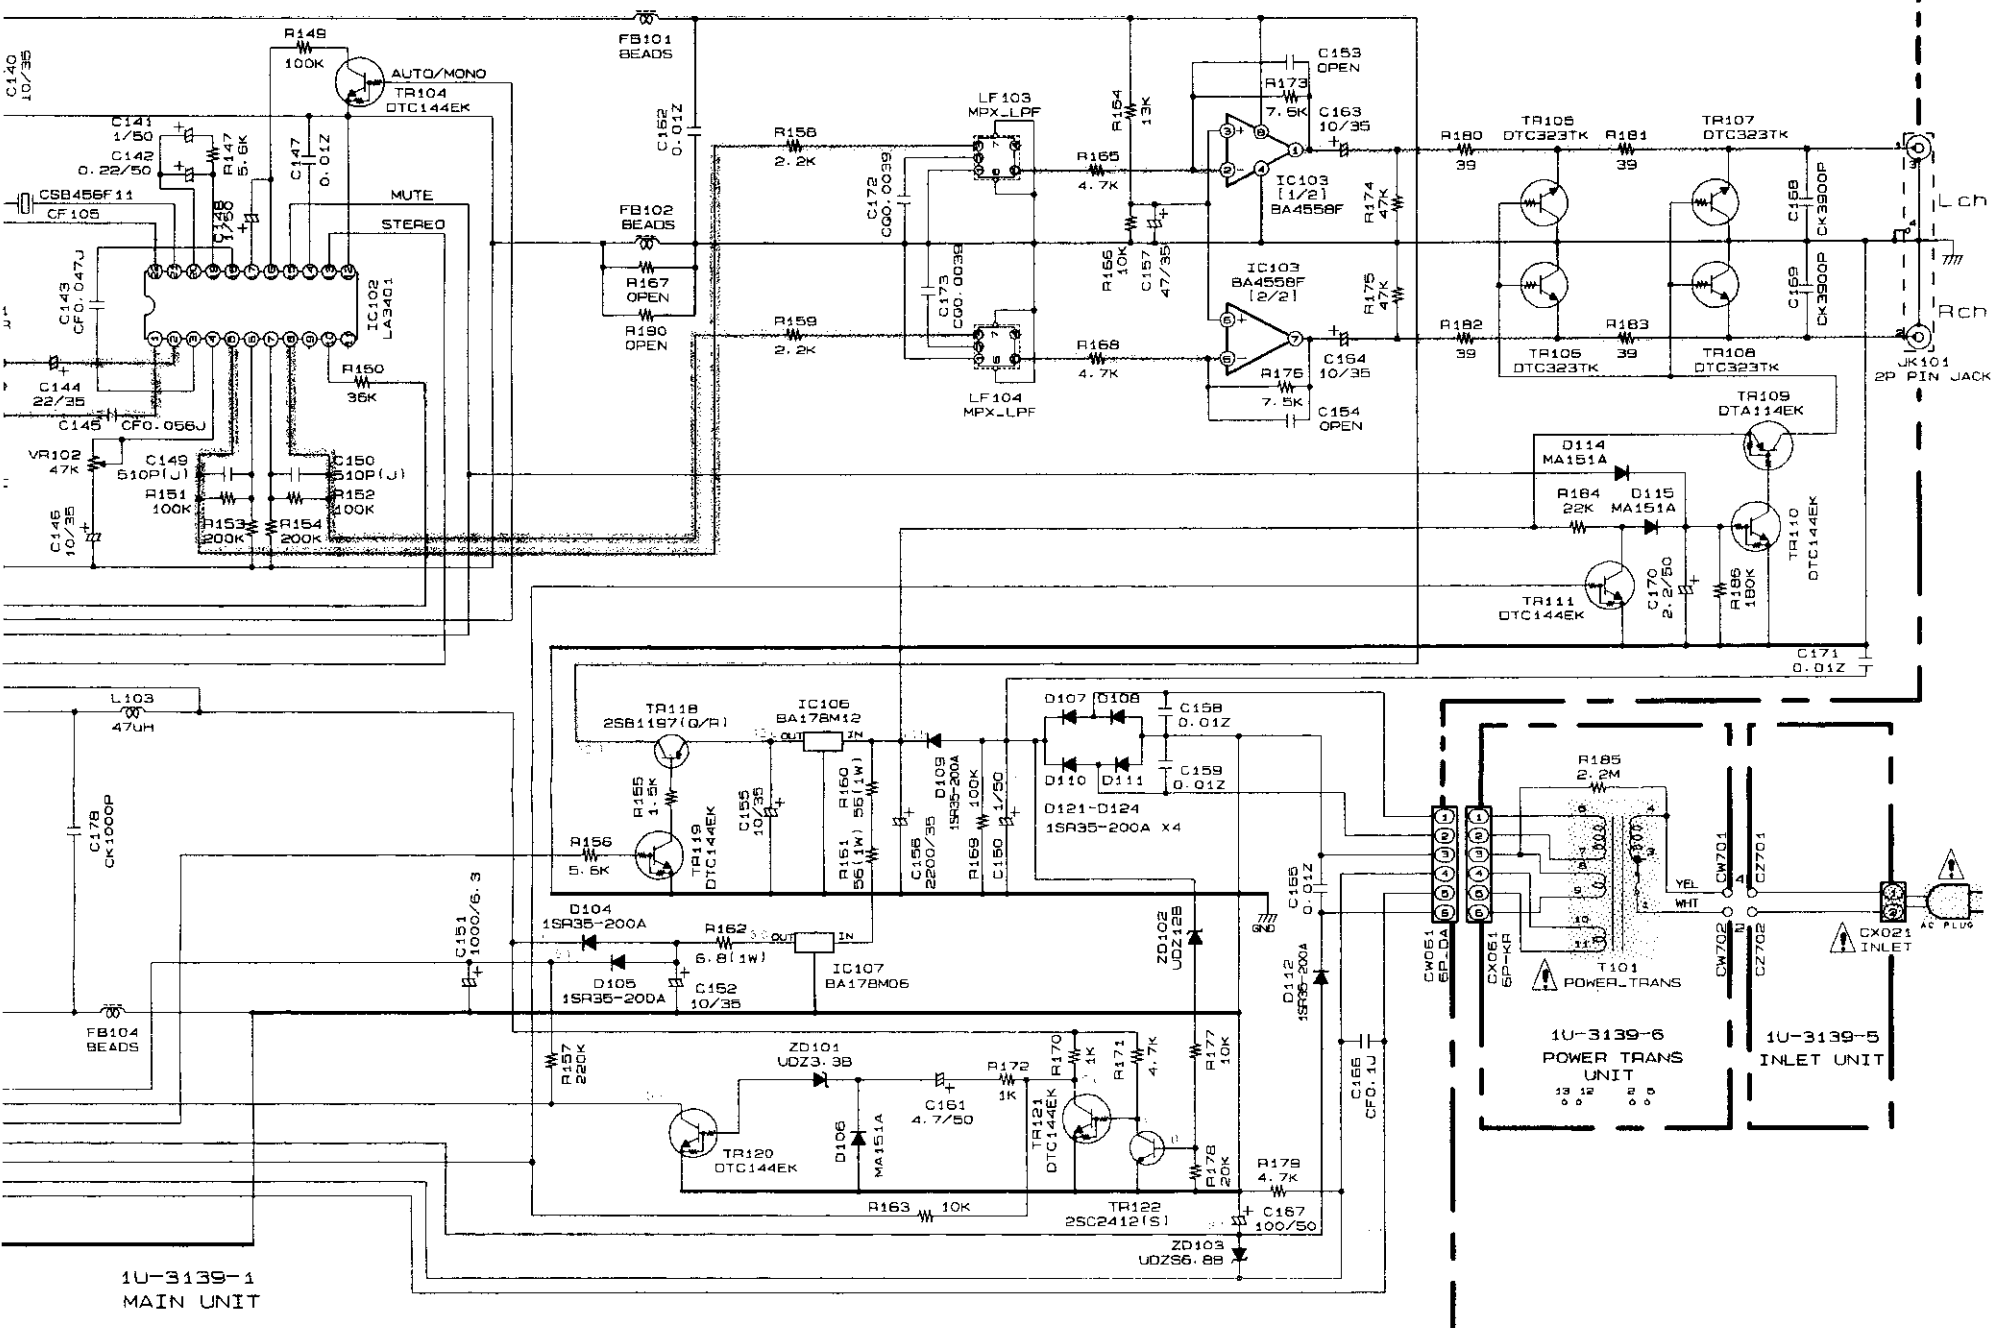 C140
10/35
R149
100K
AUTO/MONO
TR104
DTC144EK
C141
1/50
C142
0.22/50
R147
5.6K
C147
0.01Z
CSB456F11
CF105
C148
1/50
MUTE
STEREO
C143
CF0.047J
IC102
LA3401
C144
22/35
C145
CF0.056J
R150
36K
VR102
47K
C149
510P(J)
C150
510P(J)
R151
100K
R152
100K
R153
200K
R154
200K
C146
10/35
FB101
BEADS
C162
0.01Z
FB102
BEADS
R167
OPEN
R190
OPEN
R158
2.2K
R159
2.2K
LF103
MPX_LPF
C172
CQ0.0039
C173
CQ0.0039
LF104
MPX_LPF
R165
4.7K
R168
4.7K
R164
13K
R166
10K
C157
47/35
C153
OPEN
R173
7.5K
C163
10/35
IC103
[1/2]
BA4558F
IC103
BA4558F
[2/2]
C164
10/35
R176
7.5K
C154
OPEN
R174
47K
R175
47K
R180
39
R182
39
TR105
DTC323TK
R181
39
TR107
DTC323TK
TR106
DTC323TK
R183
39
TR108
DTC323TK
C168
CK3900P
C169
CK3900P
Lch
Rch
JK101
2P PIN JACK
TR109
DTA114EK
D114
MA151A
R184
22K
D115
MA151A
TR110
DTC144EK
TR111
DTC144EK
C170
2.2/50
R186
180K
C171
0.01Z
L103
47uH
C178
CK1000P
FB104
BEADS
TR118
2SB1197(Q/R)
IC106
BA178M12
OUT
IN
R155
1.5K
R156
5.6K
TR119
DTC144EK
C155
10/35
R160
56(1W)
R161
56(1W)
C156
2200/35
D109
1SR35-200A
R169
100K
C160
1/50
D107
D108
D110
D111
C158
0.01Z
C159
0.01Z
D121-D124
1SR35-200A X4
C151
1000/6.3
D104
1SR35-200A
D105
1SR35-200A
R162
6.8(1W)
C152
10/35
OUT
IN
IC107
BA178M06
GND
ZD102
UDZ12B
D112
1SR35-200A
C165
0.01Z
R157
220K
ZD101
UDZ3.3B
D106
MA151A
C161
4.7/50
R172
1K
R170
1K
R171
4.7K
R177
10K
TR120
DTC144EK
TR121
DTC144EK
R178
20K
R163
10K
TR122
2SC2412(S)
R179
4.7K
C167
100/50
ZD103
UDZS6.8B
C166
CF0.1J
CW061
6P-DA
CX061
6P-KR
R185
2.2M
T101
POWER_TRANS
YEL
WHT
CW701
CZ701
CW702
CZ702
CX021
INLET
AC PLUG
1U-3139-6
POWER TRANS
UNIT
13 12 2 5
1U-3139-5
INLET UNIT
1U-3139-1
MAIN UNIT